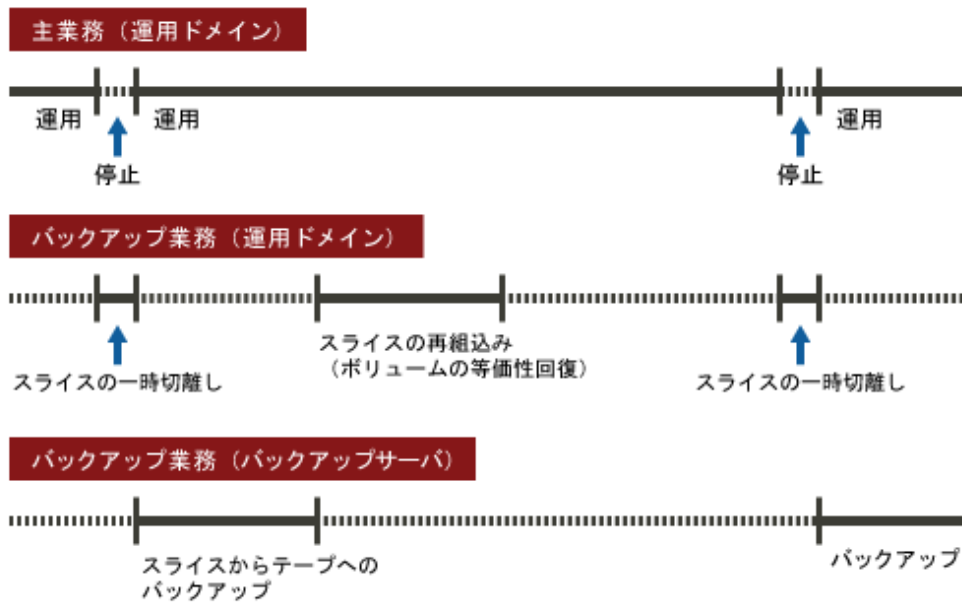 主業務（運用ドメイン）
運用
運用
運用
停止
停止
バックアップ業務（運用ドメイン）
スライスの一時切離し
スライスの再組込み
（ボリュームの等価性回復）
スライスの一時切離し
バックアップ業務（バックアップサーバ）
スライスからテープへの
バックアップ
バックアップ